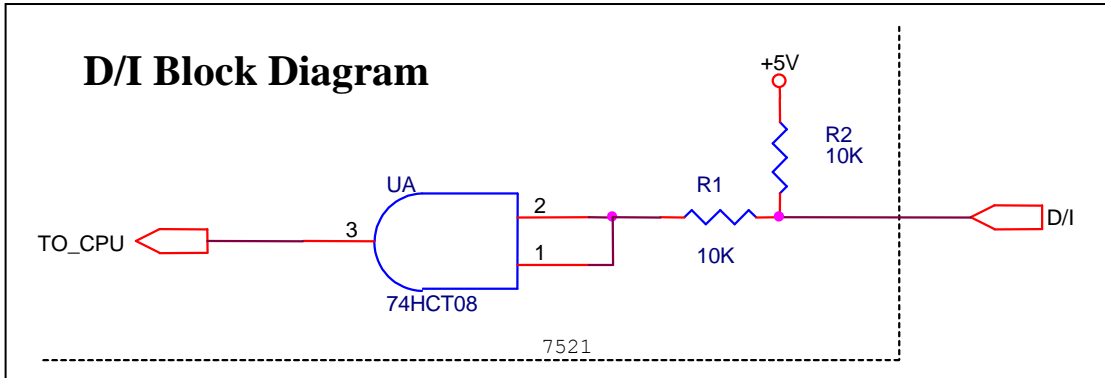 D/I Block Diagram
+5V
R2
10K
UA
R1
2
3
D/I
TO_CPU
1
10K
74HCT08
7521